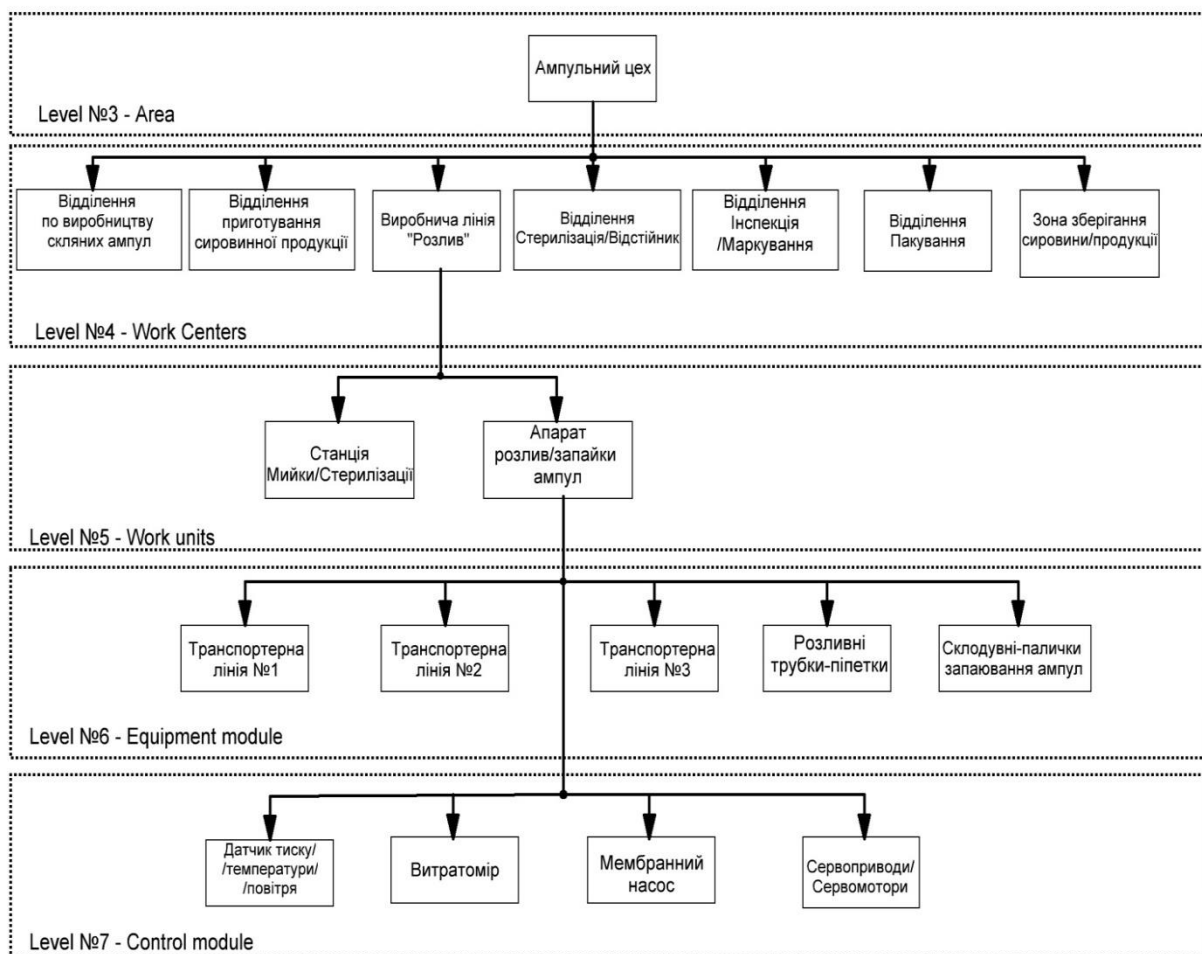 Ампульний цех
Level №3 - Area
Відділення
по виробництву
скляних ампул
Відділення
приготування
сировинної продукції
Виробнича лінія
"Розлив"
Відділення
Стерилізація/Відстійник
Відділення
Інспекція
/Маркування
Відділення
Пакування
Зона зберігання
сировини/продукції
Level №4 - Work Centers
Станція
Мийки/Стерилізації
Апарат
розлив/запайки
ампул
Level №5 - Work units
Транспортерна
лінія №1
Транспортерна
лінія №2
Транспортерна
лінія №3
Розливні
трубки-піпетки
Склодувні-палички
запаювання ампул
Level №6 - Equipment module
Датчик тиску/
/температури/
/повітря
Витратомір
Мембранний
насос
Сервоприводи/
Сервомотори
Level №7 - Control module